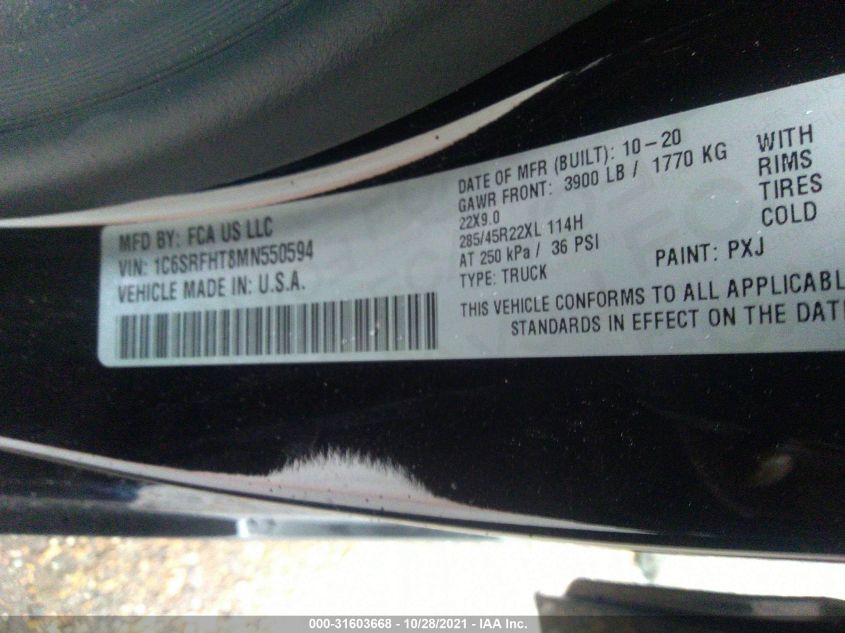 MFD BY: FCA US LLC
VIN: 1C6SRFHT8MN550594
VEHICLE MADE IN: U.S.A.
DATE OF MFR (BUILT): 10-20
GAWR FRONT: 3900 LB / 1770 KG
22X9.0
285/45R22XL 114H
AT 250 kPa / 36 PSI
TYPE: TRUCK
WITH
RIMS
TIRES
COLD
PAINT: PXJ
THIS VEHICLE CONFORMS TO ALL
STANDARDS IN EFFECT ON THE
000-31603668 - 10/28/2021 - IAA Inc.